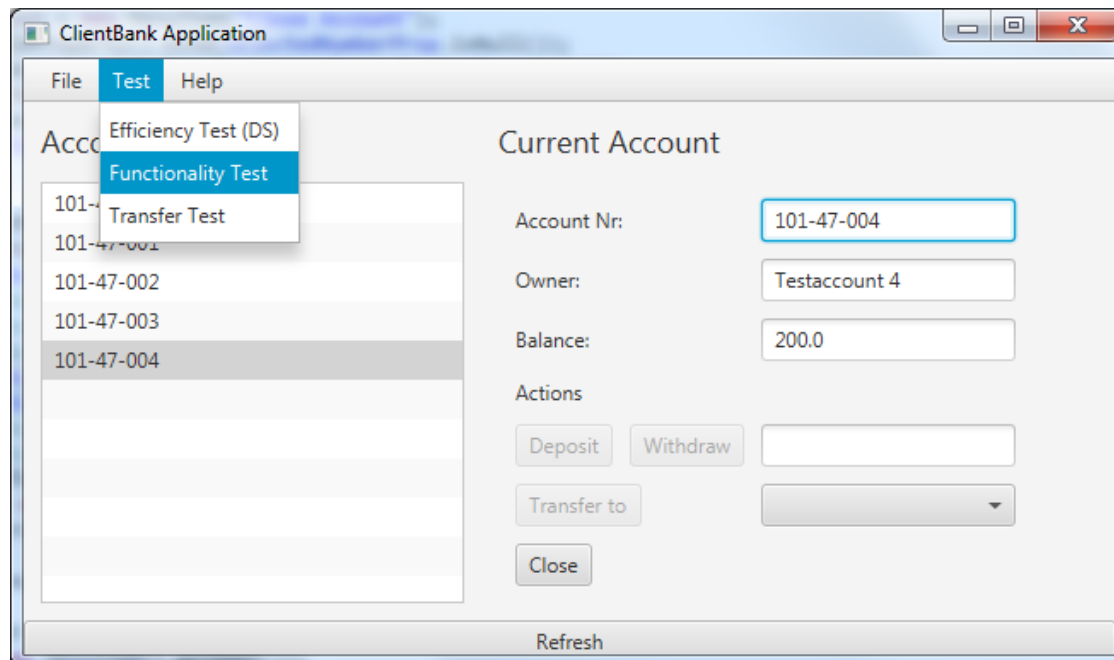 ClientBank Application
File Test Help
Efficiency Test (DS)
Functionality Test
Transfer Test
Current Account
101-47-001
101-47-002
101-47-003
101-47-004
Account Nr: 101-47-004
Owner: Testaccount 4
Balance: 200.0
Actions
Deposit Withdraw
Transfer to
Close
Refresh